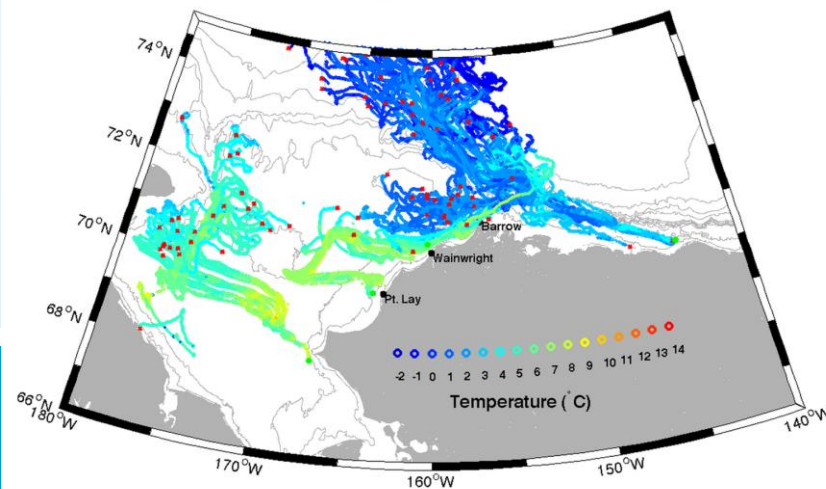 74°N
72°N
70°N
68°N
66°N
180°W
170°W
160°W
150°W
140°W
Barrow
Wainwright
Pt. Lay
-2 -1 0 1 2 3 4 5 6 7 8 9 10 11 12 13 14
Temperature (°C)